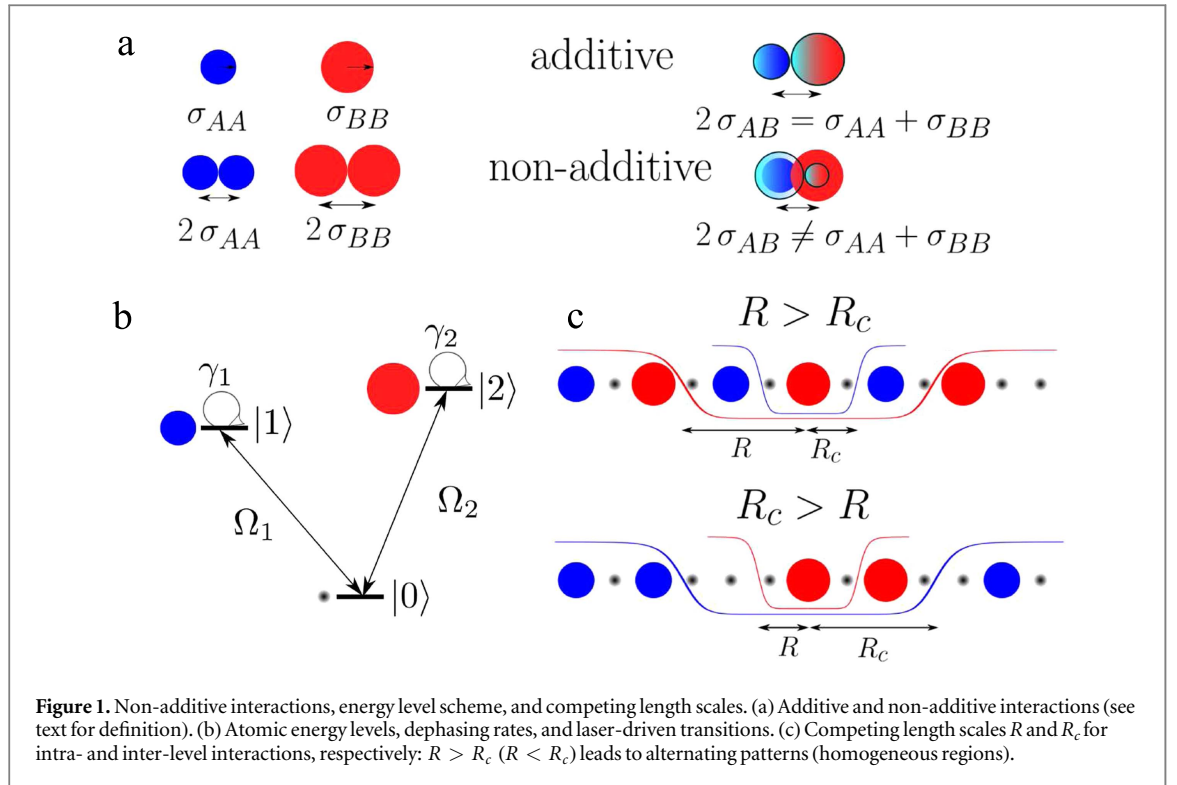 a
additive
σ_AA
σ_BB
2 σ_AB = σ_AA + σ_BB
non-additive
2 σ_AA
2 σ_BB
2 σ_AB ≠ σ_AA + σ_BB
b
γ_1
|1⟩
γ_2
|2⟩
Ω_1
Ω_2
|0⟩
c
R > R_c
R
R_c
R_c > R
R
R_c
Figure 1. Non-additive interactions, energy level scheme, and competing length scales. (a) Additive and non-additive interactions (see
text for definition). (b) Atomic energy levels, dephasing rates, and laser-driven transitions. (c) Competing length scales R and R_c for
intra- and inter-level interactions, respectively: R > R_c (R < R_c) leads to alternating patterns (homogeneous regions).